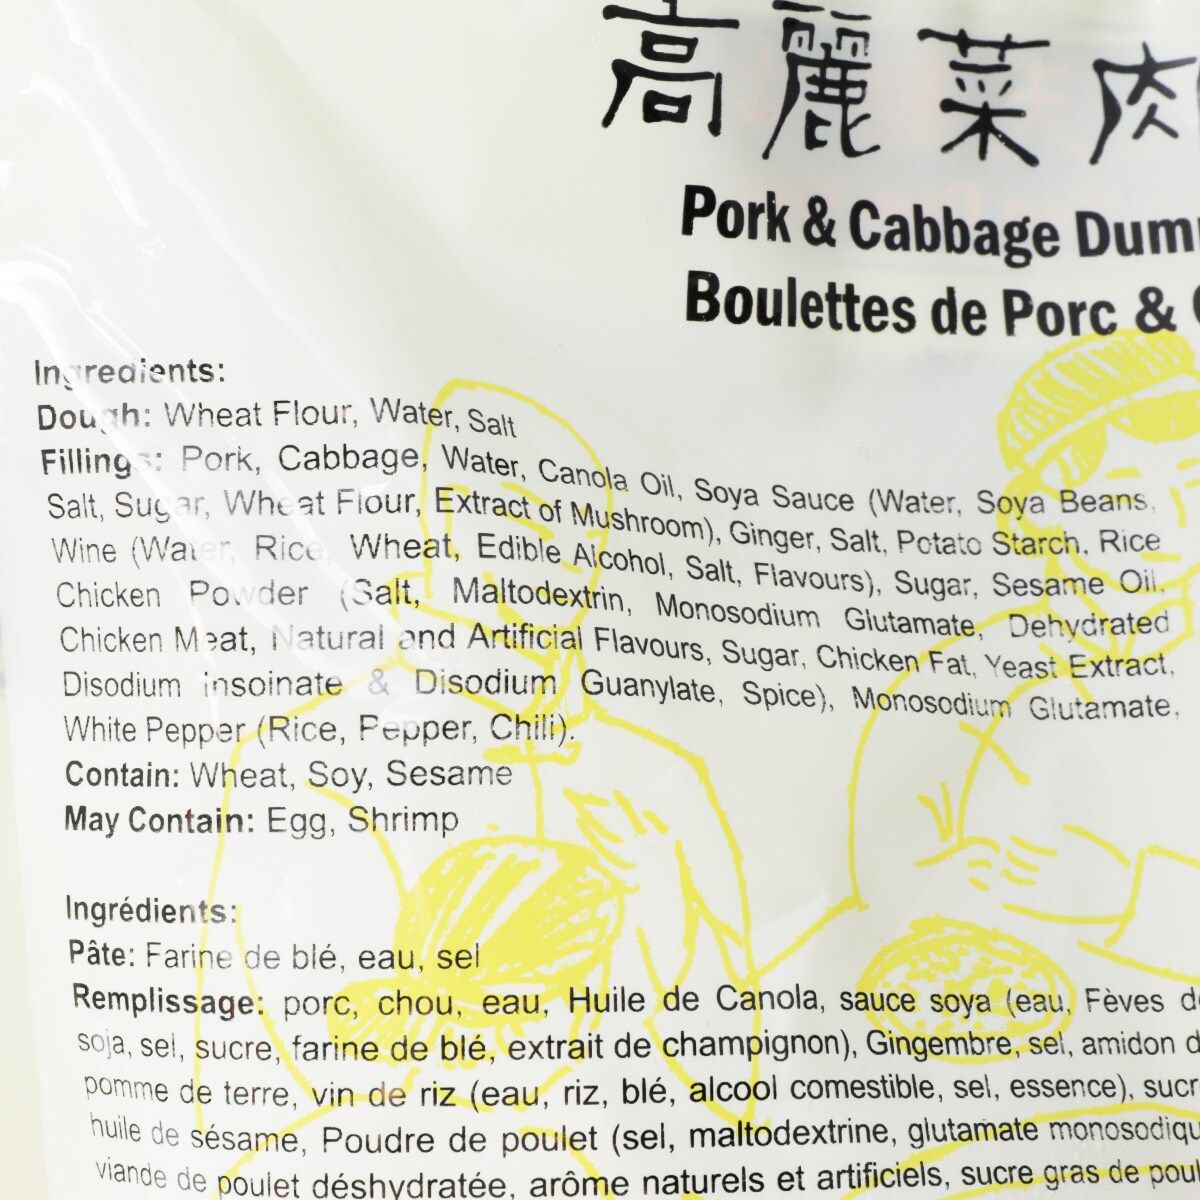 高麗菜肉
Pork & Cabbage
Boulettes de Porc &
Ingredients:
Dough: Wheat Flour, Water, Salt
Fillings: Pork, Cabbage, Water, Canola Oil, Soya Sauce (Water, Soya Beans,
Salt, Sugar, Wheat Flour, Extract of Mushroom), Ginger, Salt, Potato Starch, Rice
Wine (Water, Rice, Wheat, Edible Alcohol, Salt, Flavours), Sugar, Sesame Oil,
Chicken Powder (Salt, Maltodextrin, Monosodium Glutamate, Dehydrated
Chicken Meat, Natural and Artificial Flavours, Sugar, Chicken Fat, Yeast Extract,
Disodium insoinate & Disodium Guanylate, Spice), Monosodium Glutamate,
White Pepper (Rice, Pepper, Chili).
Contain: Wheat, Soy, Sesame
May Contain: Egg, Shrimp
Ingrédients:
Pâte: Farine de blé, eau, sel
Remplissage: porc, chou, eau, Huile de Canola, sauce soya (eau, Fèves
soja, sel, sucre, farine de blé, extrait de champignon), Gingembre, sel, amidon
pomme de terre, vin de riz (eau, riz, blé, alcool comestible, sel, essence),
huile de sésame, Poudre de poulet (sel, maltodextrine, glutamate
viande de poulet déshydratée, arôme naturels et artificiels, sucre gras de